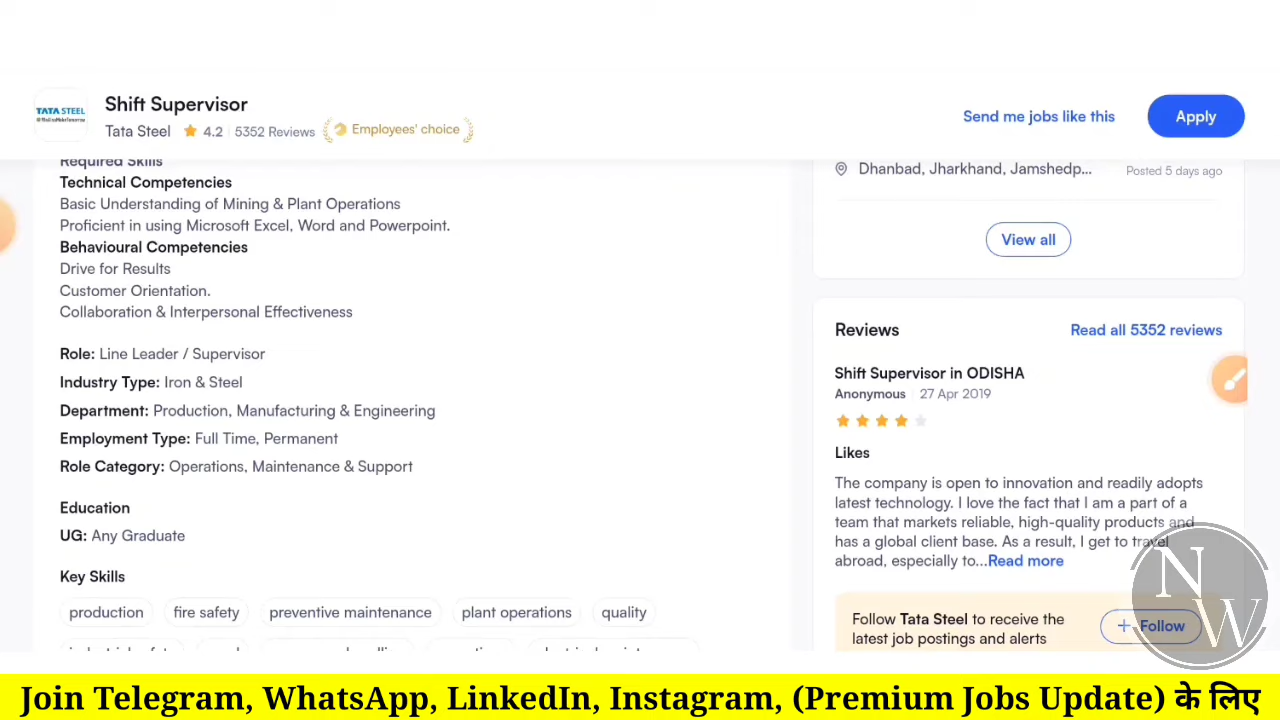 TATA STEEL
Shift Supervisor
Tata Steel 4.2 5352 Reviews Employees' choice
Send me jobs like this
Apply
Required Skills
Technical Competencies
Basic Understanding of Mining & Plant Operations
Proficient in using Microsoft Excel, Word and Powerpoint.
Behavioural Competencies
Drive for Results
Customer Orientation.
Collaboration & Interpersonal Effectiveness
Role: Line Leader / Supervisor
Industry Type: Iron & Steel
Department: Production, Manufacturing & Engineering
Employment Type: Full Time, Permanent
Role Category: Operations, Maintenance & Support
Education
UG: Any Graduate
Key Skills
production fire safety preventive maintenance plant operations quality
Dhanbad, Jharkhand, Jamshedp... Posted 5 days ago
View all
Reviews Read all 5352 reviews
Shift Supervisor in ODISHA
Anonymous 27 Apr 2019
Likes
The company is open to innovation and readily adopts
latest technology. I love the fact that I am a part of a
team that markets reliable, high-quality products and
has a global client base. As a result, I get to travel
abroad, especially to...Read more
Follow Tata Steel to receive the
latest job postings and alerts
+ Follow
N
W
Join Telegram, WhatsApp, LinkedIn, Instagram, (Premium Jobs Update) के लिए